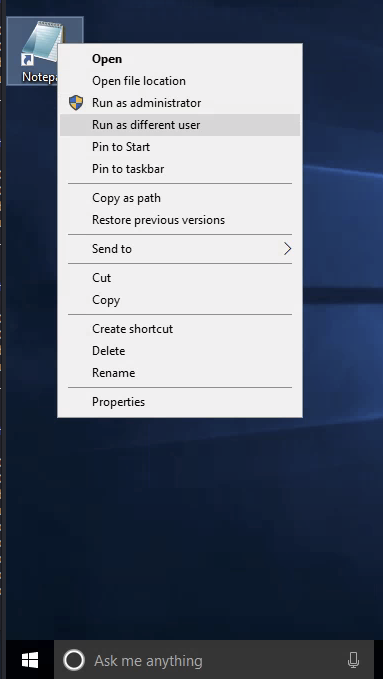 Notepa
Open
Open file location
Run as administrator
Run as different user
Pin to Start
Pin to taskbar
Copy as path
Restore previous versions
Send to
Cut
Copy
Create shortcut
Delete
Rename
Properties
Ask me anything